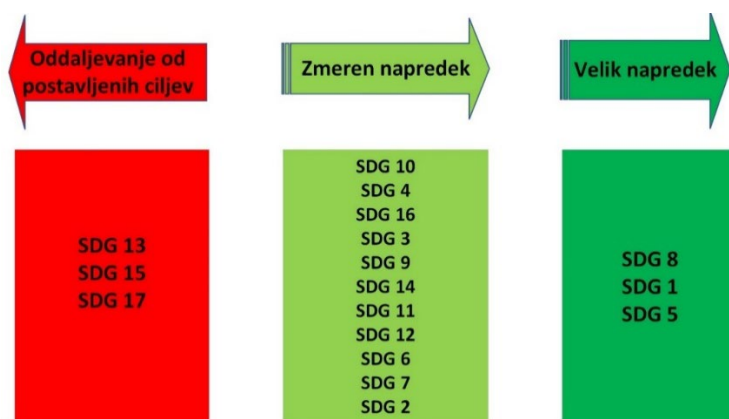 Oddaljevanje od
postavljenih ciljev
SDG 13
SDG 15
SDG 17
Zmeren napredek
SDG 10
SDG 4
SDG 16
SDG 3
SDG 9
SDG 14
SDG 11
SDG 12
SDG 6
SDG 7
SDG 2
Velik napredek
SDG 8
SDG 1
SDG 5